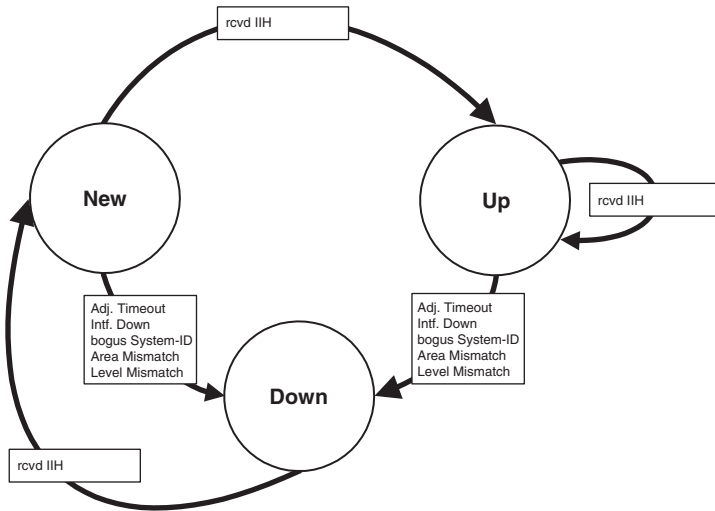 rcvd IIH
New
Up
rcvd IIH
Adj. Timeout
Intf. Down
bogus System-ID
Area Mismatch
Level Mismatch
Adj. Timeout
Intf. Down
bogus System-ID
Area Mismatch
Level Mismatch
Down
rcvd IIH